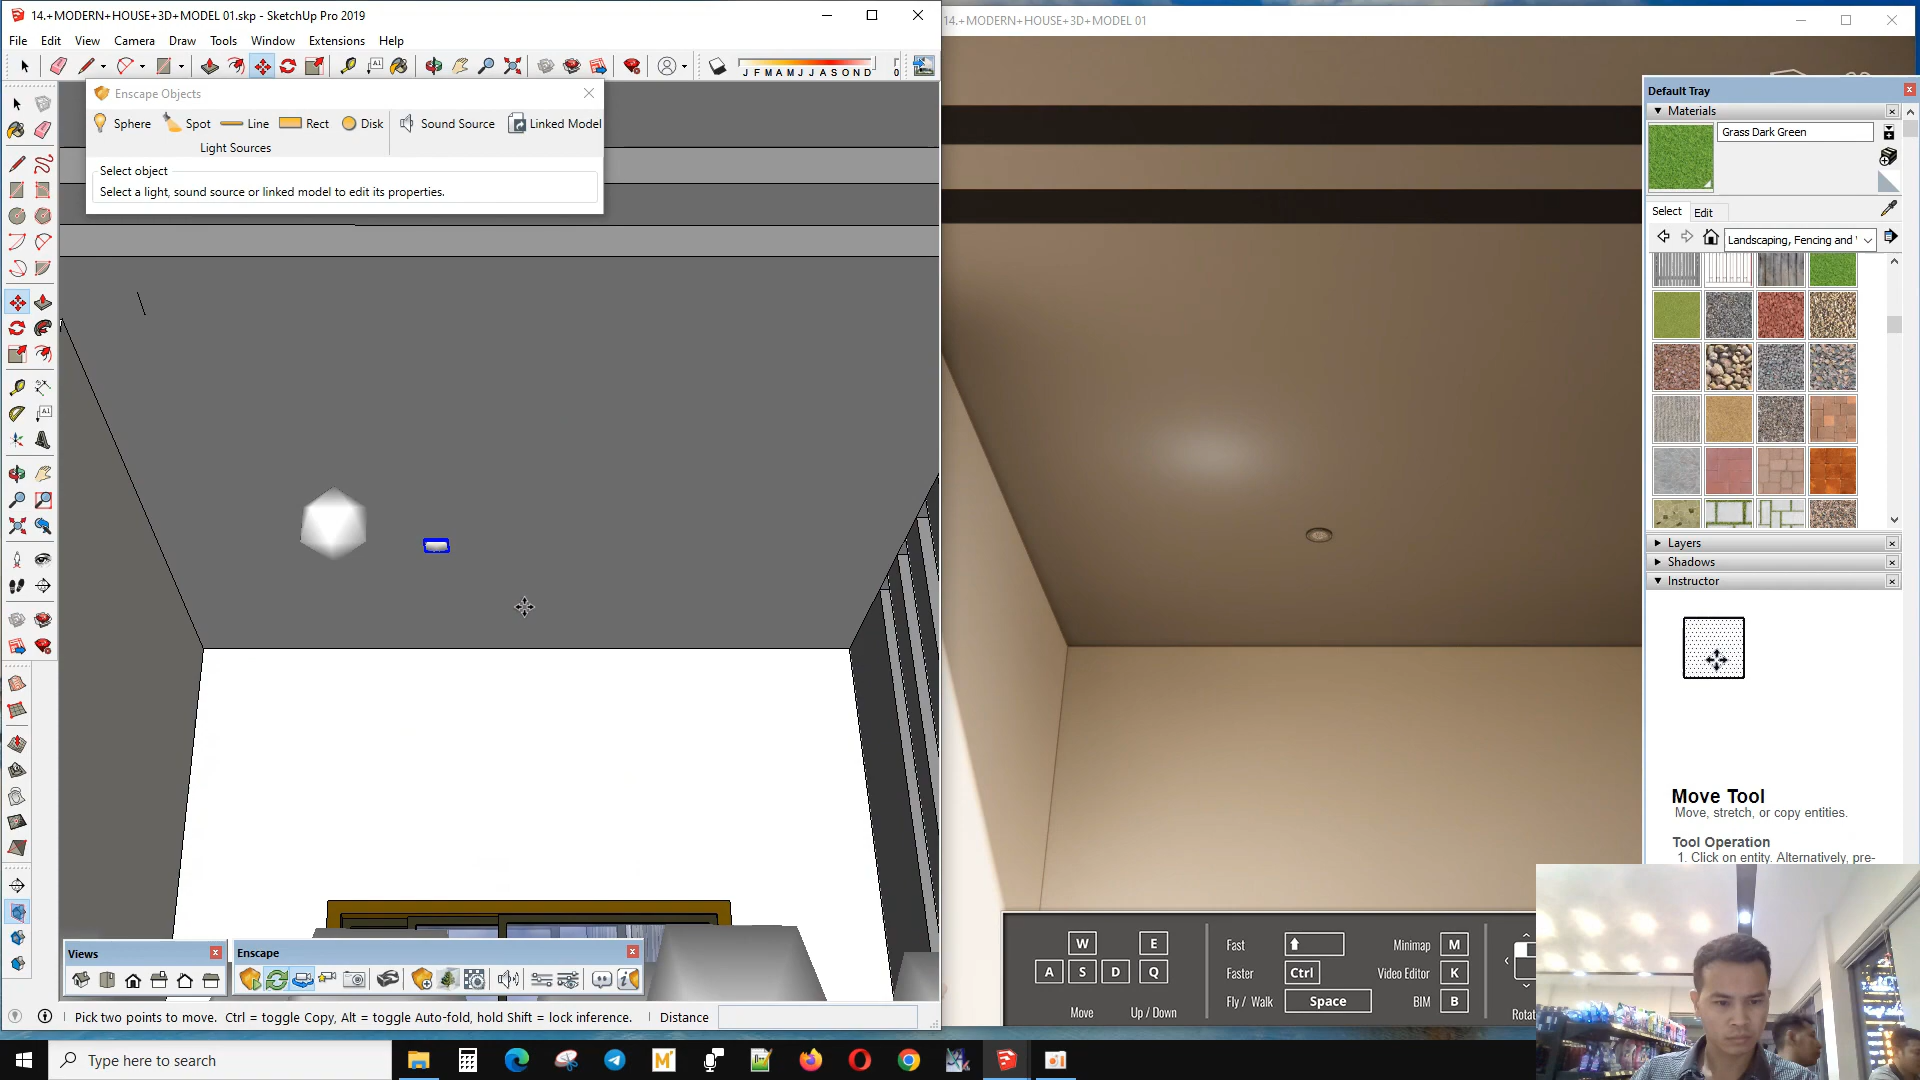 14.+MODERN+HOUSE+3D+MODEL 01.skp - SketchUp Pro 2019
File Edit View Camera Draw Tools Window Extensions Help
J F M A M J J A S O N D
Enscape Objects
Sphere Spot Line Rect Disk Sound Source Linked Model
Light Sources
Select object
Select a light, sound source or linked model to edit its properties.
Views
Enscape
Pick two points to move. Ctrl = toggle Copy, Alt = toggle Auto-fold, hold Shift = lock inference.
Distance
14.+MODERN+HOUSE+3D+MODEL 01
W E
A S D Q
Move Up / Down
Fast
Faster Ctrl
Fly / Walk Space
Minimap M
Video Editor K
BIM B
Default Tray
Materials
Grass Dark Green
Select Edit
Landscaping, Fencing and
Layers
Shadows
Instructor
Move Tool
Move, stretch, or copy entities.
Tool Operation
1. Click on entity. Alternatively, pre-
Type here to search